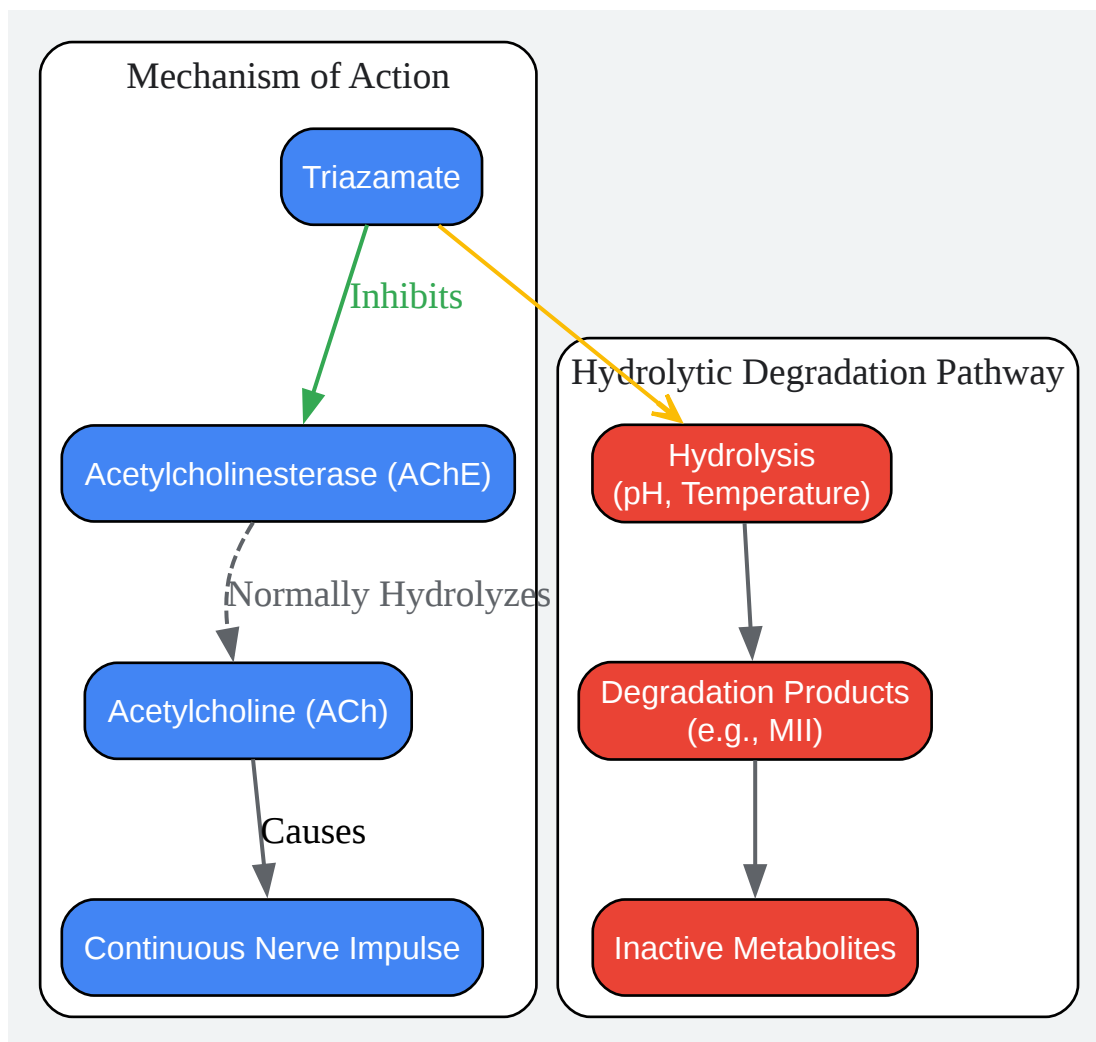 Mechanism of Action
Triazamate
Inhibits
Acetylcholinesterase (AChE)
Normally Hydrolyzes
Acetylcholine (ACh)
Causes
Continuous Nerve Impulse
Hydrolytic Degradation Pathway
Hydrolysis
(pH, Temperature)
Degradation Products
(e.g., MII)
Inactive Metabolites